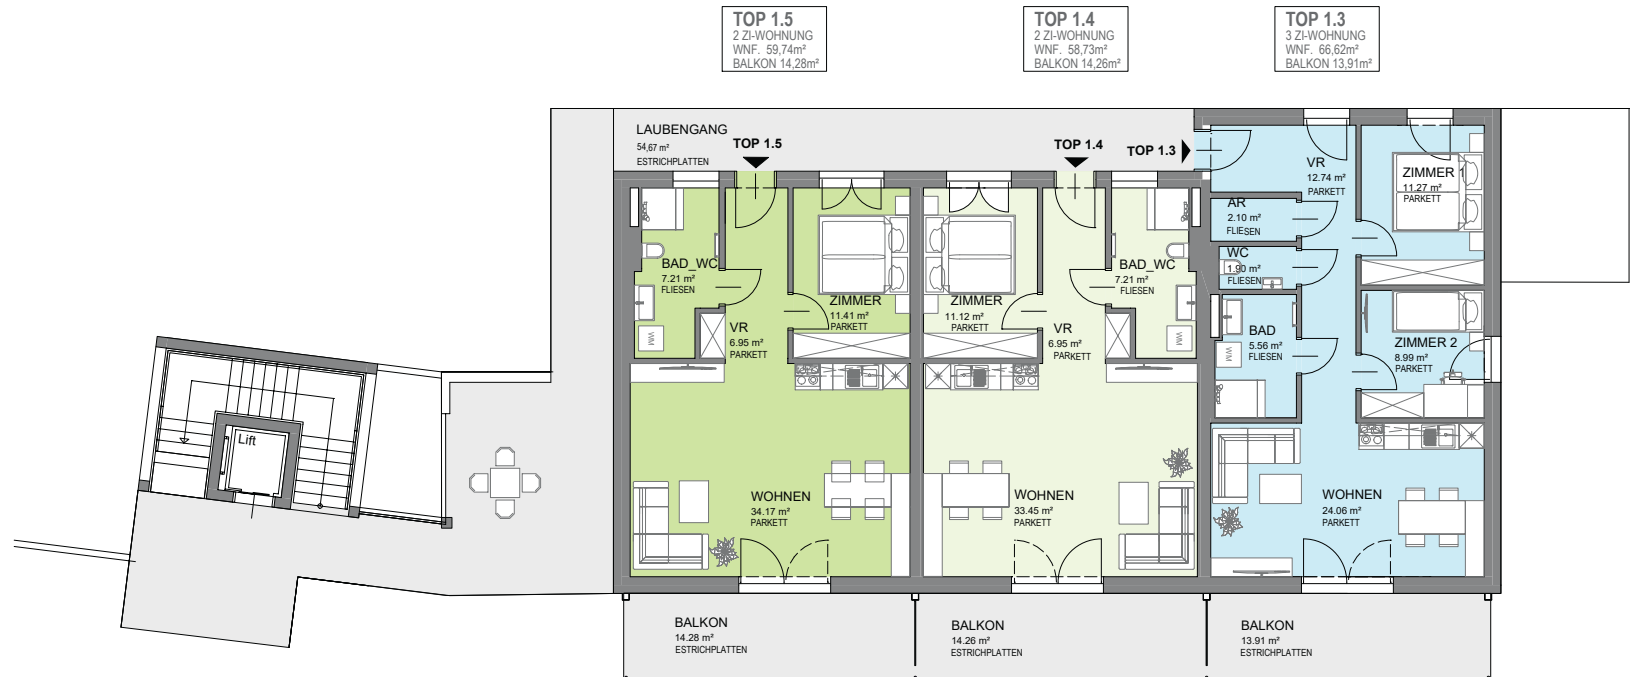 TOP 1.5
2 ZI-WOHNUNG
WNF. 59,74m²
BALKON 14,28m²
TOP 1.4
2 ZI-WOHNUNG
WNF. 58,73m²
BALKON 14,26m²
TOP 1.3
3 ZI-WOHNUNG
WNF. 66,62m²
BALKON 13,91m²
LAUBENGANG
54,67 m²
ESTRICHPLATTEN
TOP 1.5
TOP 1.4
TOP 1.3
BAD_WC
7.21 m²
FLIESEN
WM
VR
6.95 m²
PARKETT
ZIMMER
11.41 m²
PARKETT
WOHNEN
34.17 m²
PARKETT
ZIMMER
11.12 m²
PARKETT
VR
6.95 m²
PARKETT
BAD_WC
7.21 m²
FLIESEN
WM
WOHNEN
33.45 m²
PARKETT
VR
12.74 m²
PARKETT
ZIMMER 1
11.27 m²
PARKETT
AR
2.10 m²
FLIESEN
WC
1.90 m²
FLIESEN
BAD
5.56 m²
FLIESEN
WM
ZIMMER 2
8.99 m²
PARKETT
WOHNEN
24.06 m²
PARKETT
Lift
BALKON
14.28 m²
ESTRICHPLATTEN
BALKON
14.26 m²
ESTRICHPLATTEN
BALKON
13.91 m²
ESTRICHPLATTEN